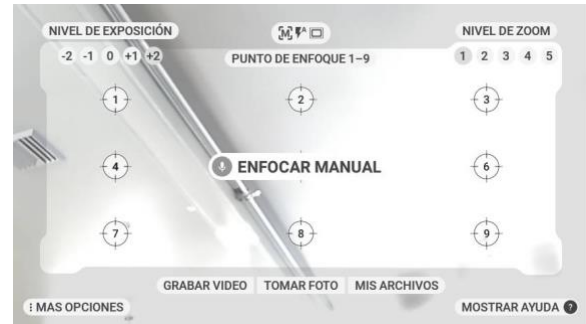 NIVEL DE EXPOSICIÓN
[M] A
NIVEL DE ZOOM
-2 -1 0 +1 +2
PUNTO DE ENFOQUE 1–9
1 2 3 4 5
1
2
3
4
ENFOCAR MANUAL
6
7
8
9
GRABAR VIDEO
TOMAR FOTO
MIS ARCHIVOS
MAS OPCIONES
MOSTRAR AYUDA ?